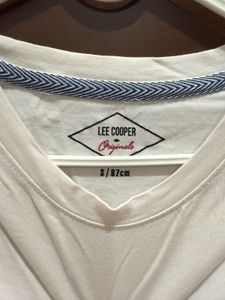 LEE COOPER
Originals
S/87cm